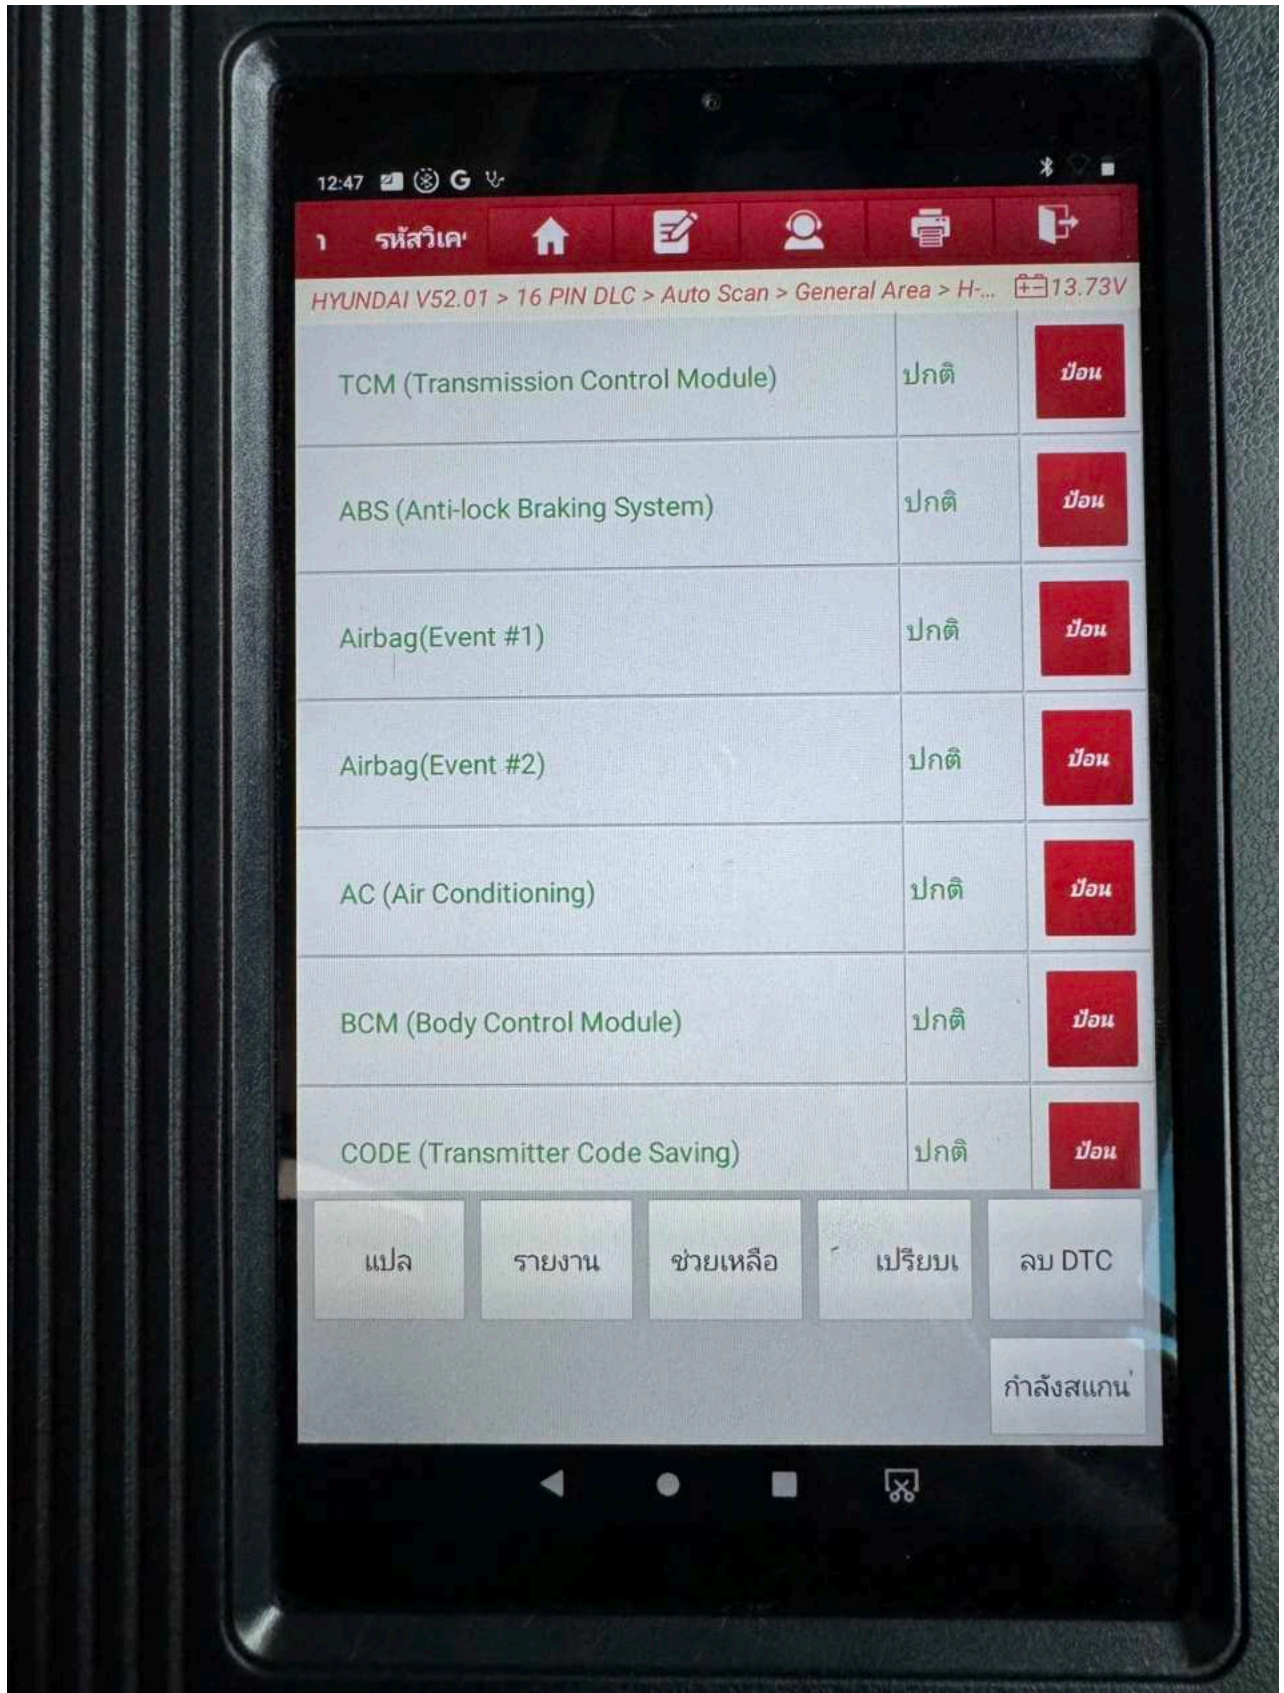 12:47 G
า รหัสวิเค
HYUNDAI V52.01 > 16 PIN DLC > Auto Scan > General Area > H-... 13.73V
TCM (Transmission Control Module) ปกติ ป้อน
ABS (Anti-lock Braking System) ปกติ ป้อน
Airbag(Event #1) ปกติ ป้อน
Airbag(Event #2) ปกติ ป้อน
AC (Air Conditioning) ปกติ ป้อน
BCM (Body Control Module) ปกติ ป้อน
CODE (Transmitter Code Saving) ปกติ ป้อน
แปล รายงาน ช่วยเหลือ เปรียบเ ลบ DTC
กำลังสแกน